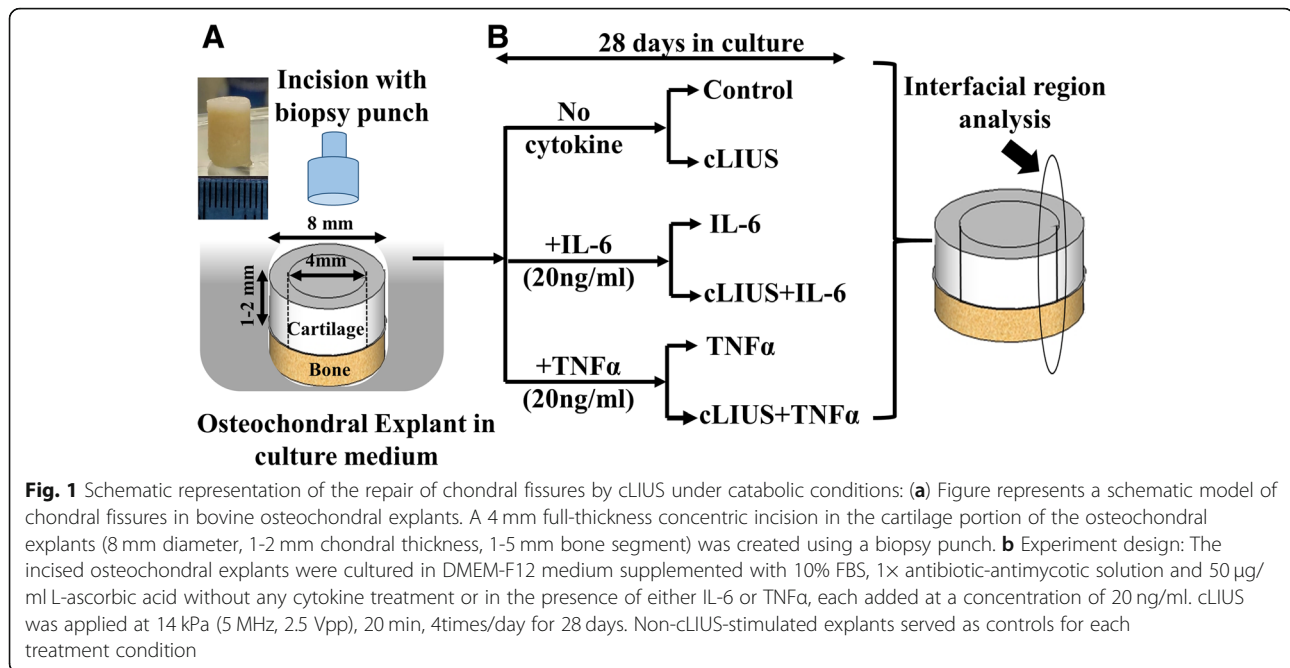 A
B
28 days in culture
Incision with
biopsy punch
8 mm
4mm
1-2 mm
Cartilage
Bone
Osteochondral Explant in
culture medium
No
cytokine
Control
cLIUS
+IL-6
(20ng/ml)
IL-6
cLIUS+IL-6
+TNFα
(20ng/ml)
TNFα
cLIUS+TNFα
Interfacial region
analysis
Fig. 1 Schematic representation of the repair of chondral fissures by cLIUS under catabolic conditions: (a) Figure represents a schematic model of
chondral fissures in bovine osteochondral explants. A 4 mm full-thickness concentric incision in the cartilage portion of the osteochondral
explants (8 mm diameter, 1-2 mm chondral thickness, 1-5 mm bone segment) was created using a biopsy punch. b Experiment design: The
incised osteochondral explants were cultured in DMEM-F12 medium supplemented with 10% FBS, 1× antibiotic-antimycotic solution and 50 μg/
ml L-ascorbic acid without any cytokine treatment or in the presence of either IL-6 or TNFα, each added at a concentration of 20 ng/ml. cLIUS
was applied at 14 kPa (5 MHz, 2.5 Vpp), 20 min, 4times/day for 28 days. Non-cLIUS-stimulated explants served as controls for each
treatment condition